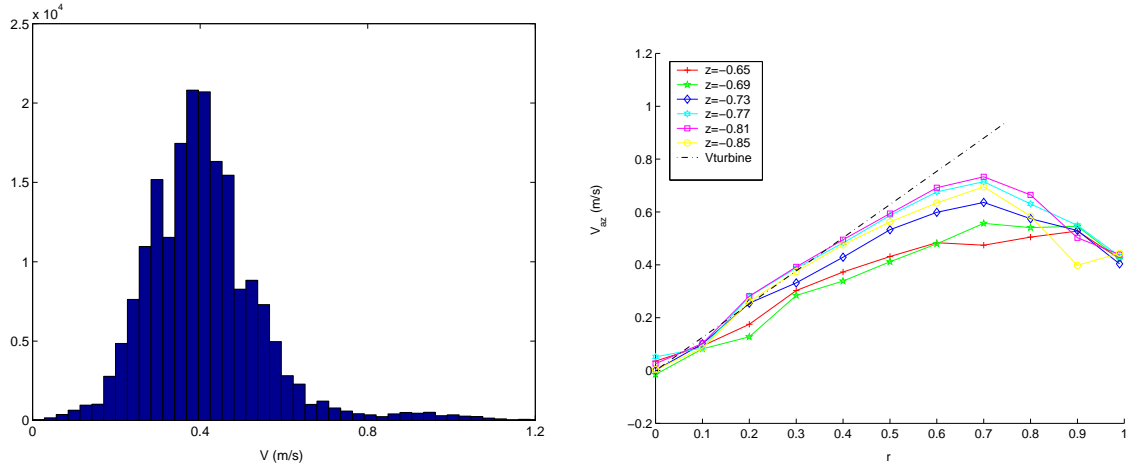 x 10⁴
2.5
2
1.5
1
0.5
0
0 0.4 0.8 1.2
V (m/s)
1.2
1
0.8
0.6
0.4
0.2
0
−0.2
V_az (m/s)
z=−0.65
z=−0.69
z=−0.73
z=−0.77
z=−0.81
z=−0.85
Vturbine
0 0.1 0.2 0.3 0.4 0.5 0.6 0.7 0.8 0.9 1
r